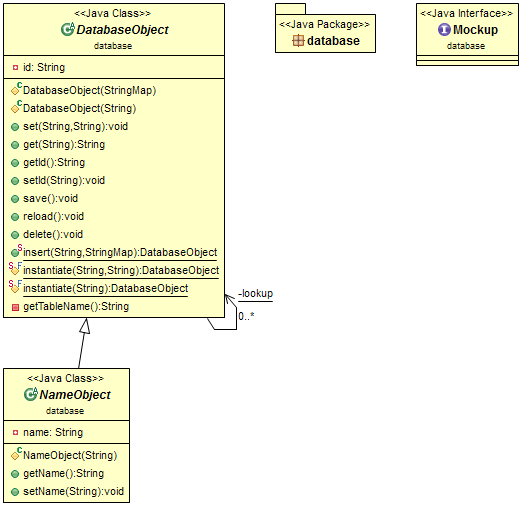 <<Java Class>>
DatabaseObject
database
id: String
DatabaseObject(StringMap)
DatabaseObject(String)
set(String,String):void
get(String):String
getId():String
setId(String):void
save():void
reload():void
delete():void
insert(String,StringMap):DatabaseObject
instantiate(String,String):DatabaseObject
instantiate(String):DatabaseObject
getTableName():String
-lookup
0..*
<<Java Package>>
database
<<Java Interface>>
Mockup
database
<<Java Class>>
NameObject
database
name: String
NameObject(String)
getName():String
setName(String):void